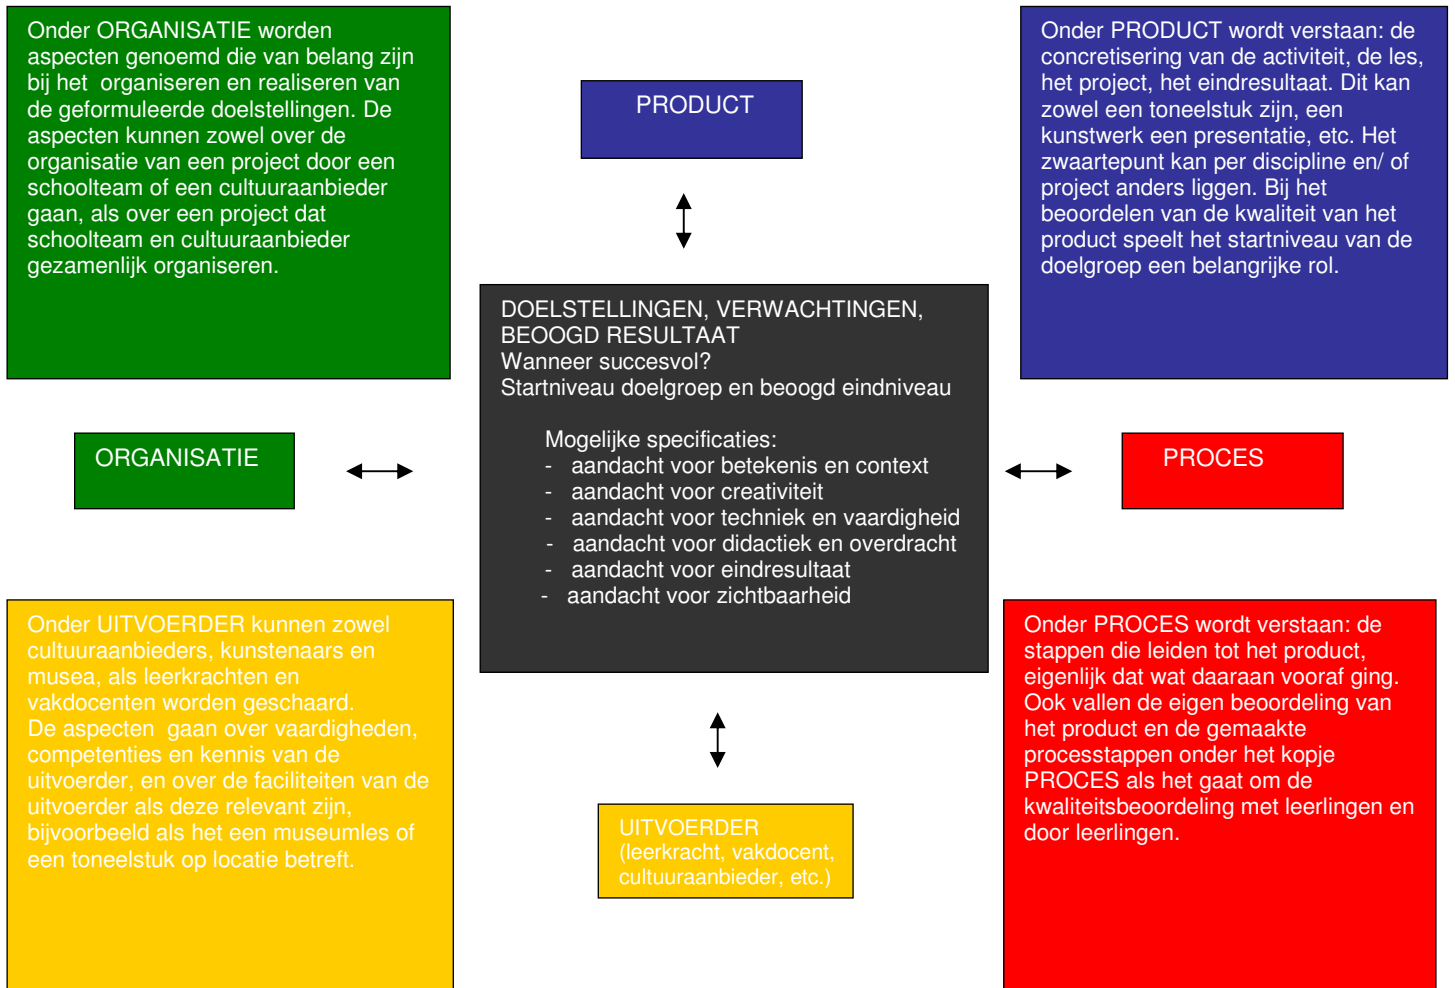 Onder ORGANISATIE worden
aspecten genoemd die van belang zijn
bij het organiseren en realiseren van
de geformuleerde doelstellingen. De
aspecten kunnen zowel over de
organisatie van een project door een
schoolteam of een cultuuraanbieder
gaan, als over een project dat
schoolteam en cultuuraanbieder
gezamenlijk organiseren.
PRODUCT
Onder PRODUCT wordt verstaan: de
concretisering van de activiteit, de les,
het project, het eindresultaat. Dit kan
zowel een toneelstuk zijn, een
kunstwerk een presentatie, etc. Het
zwaartepunt kan per discipline en/ of
project anders liggen. Bij het
beoordelen van de kwaliteit van het
product speelt het startniveau van de
doelgroep een belangrijke rol.
DOELSTELLINGEN, VERWACHTINGEN,
BEOOGD RESULTAAT
Wanneer succesvol?
Startniveau doelgroep en beoogd eindniveau
Mogelijke specificaties:
- aandacht voor betekenis en context
- aandacht voor creativiteit
- aandacht voor techniek en vaardigheid
- aandacht voor didactiek en overdracht
- aandacht voor eindresultaat
- aandacht voor zichtbaarheid
ORGANISATIE
PROCES
Onder UITVOERDER kunnen zowel
cultuuraanbieders, kunstenaars en
musea, als leerkrachten en
vakdocenten worden geschaard.
De aspecten gaan over vaardigheden,
competenties en kennis van de
uitvoerder, en over de faciliteiten van de
uitvoerder als deze relevant zijn,
bijvoorbeeld als het een museumles of
een toneelstuk op locatie betreft.
UITVOERDER
(leerkracht, vakdocent,
cultuuraanbieder, etc.)
Onder PROCES wordt verstaan: de
stappen die leiden tot het product,
eigenlijk dat wat daaraan vooraf ging.
Ook vallen de eigen beoordeling van
het product en de gemaakte
processtappen onder het kopje
PROCES als het gaat om de
kwaliteitsbeoordeling met leerlingen en
door leerlingen.